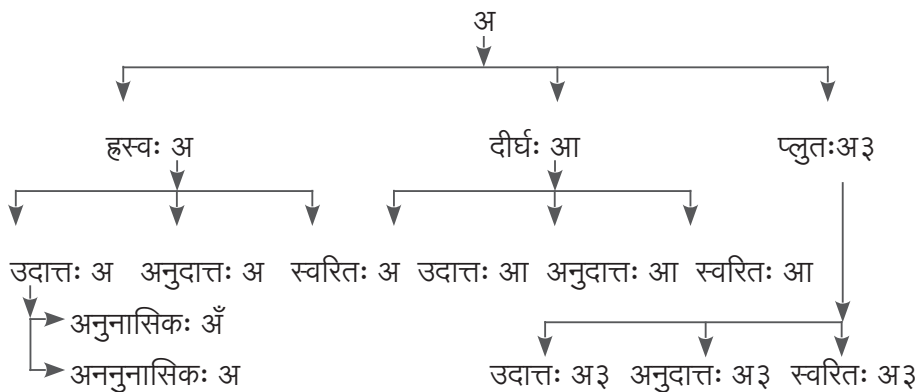 अ
ह्रस्वः अ दीर्घः आ प्लुतःअ३
उदात्तः अ अनुदात्तः अ स्वरितः अ उदात्तः आ अनुदात्तः आ स्वरितः आ
अनुनासिकः अँ
अननुनासिकः अ
उदात्तः अ३ अनुदात्तः अ३ स्वरितः अ३